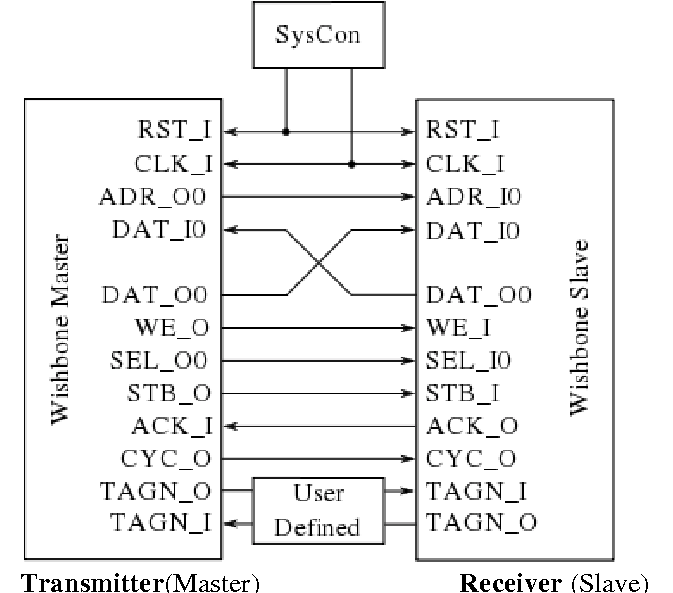 SysCon
Wishbone Master
RST_I
CLK_I
ADR_O0
DAT_I0
DAT_O0
WE_O
SEL_O0
STB_O
ACK_I
CYC_O
TAGN_O
TAGN_I
User
Defined
RST_I
CLK_I
ADR_I0
DAT_I0
DAT_O0
WE_I
SEL_I0
STB_I
ACK_O
CYC_O
TAGN_I
TAGN_O
Wishbone Slave
Transmitter(Master)
Receiver (Slave)